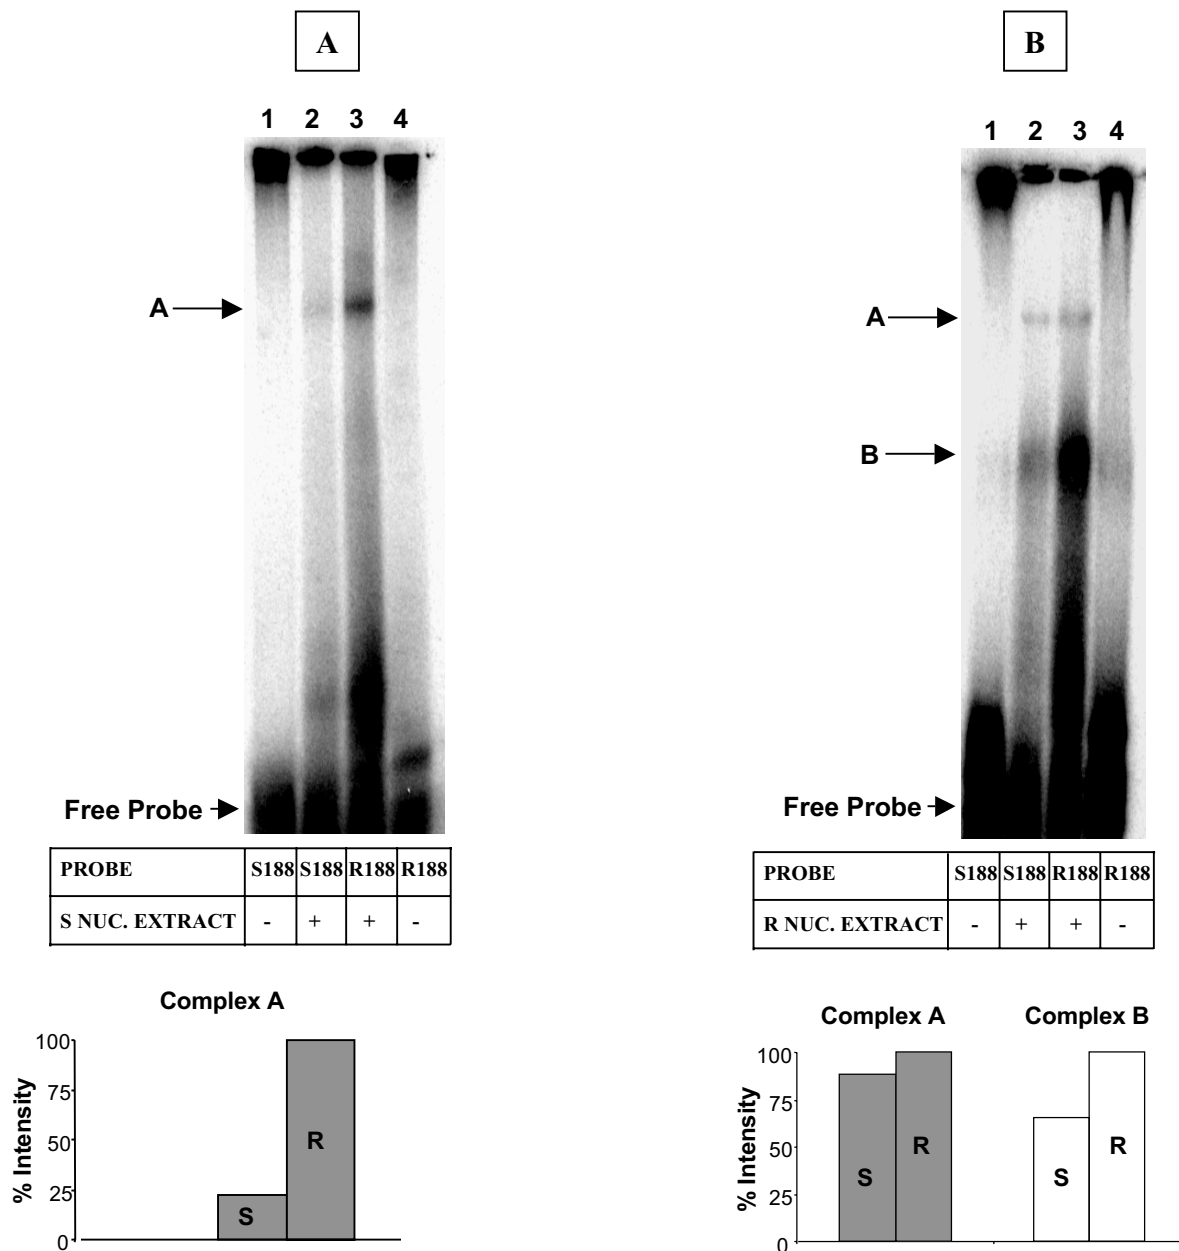 A
1 2 3 4
A
Free Probe
PROBE S188 S188 R188 R188
S NUC. EXTRACT - + + -
Complex A
% Intensity
100
75
50
25
0
S
R
B
1 2 3 4
A
B
Free Probe
PROBE S188 S188 R188 R188
R NUC. EXTRACT - + + -
Complex A Complex B
% Intensity
100
75
50
25
0
S
R
S
R